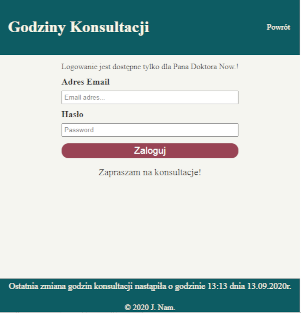 Godziny Konsultacji
Powrót
Logowanie jest dostępne tylko dla Pana Doktora Now !
Adres Email
Email adres...
Hasło
Password
Zaloguj
Zapraszam na konsultacje!
Ostatnia zmiana godzin konsultacji nastąpiła o godzinie 13:13 dnia 13.09.2020r.
© 2020 J. Nam.